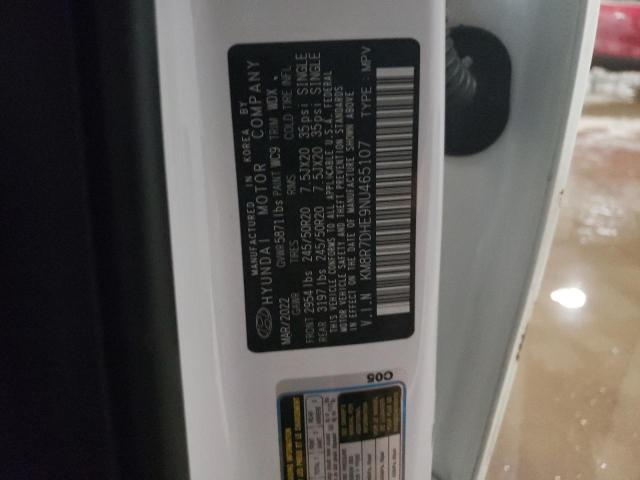 MANUFACTURED IN KOREA BY
HYUNDAI MOTOR COMPANY
MAR/2022 GVWR 5871lbs PAINT WC9 TRIM WDX
GAWR TIRES RIMS COLD TIRE INFL
FRONT 2954lbs 245/50R20 7.5JX20 35psi SINGLE
REAR 3197lbs 245/50R20 7.5JX20 35psi SINGLE
THIS VEHICLE CONFORMS TO ALL APPLICABLE U.S.A. FEDERAL
MOTOR VEHICLE SAFETY AND THEFT PREVENTION STANDARDS
IN EFFECT ON THE DATE OF MANUFACTURE SHOWN ABOVE
V.I.N KM8R7DHE9NU465107 TYPE: MPV
C05